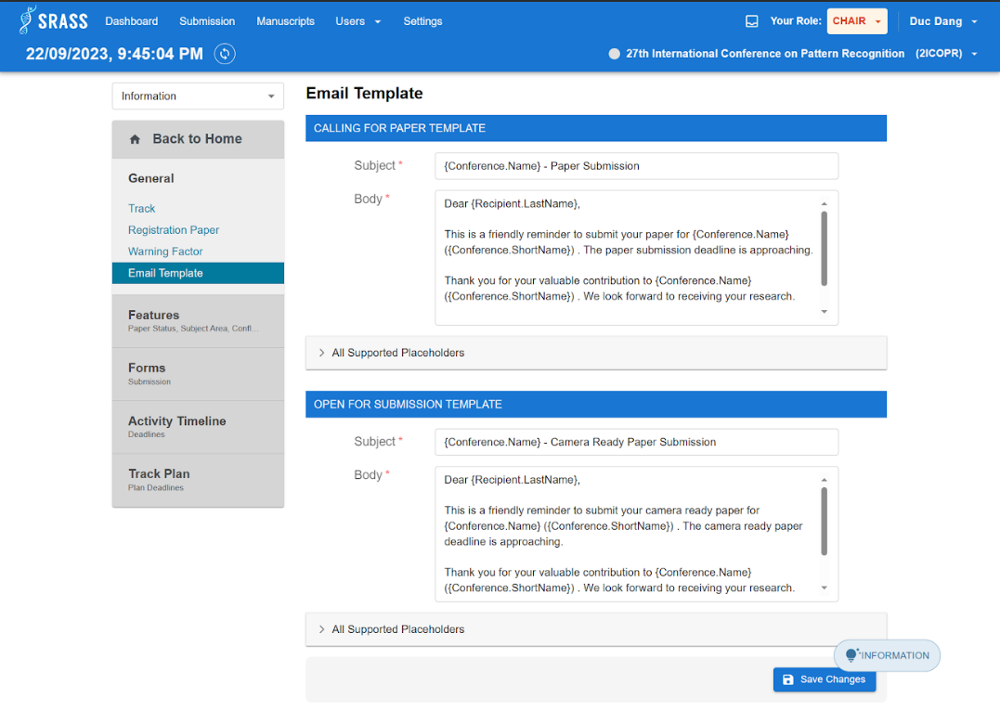 SRASS
Dashboard
Submission
Manuscripts
Users
Settings
Your Role:
CHAIR
Duc Dang
22/09/2023, 9:45:04 PM
27th International Conference on Pattern Recognition (2ICOPR)
Information
Back to Home
General
Track
Registration Paper
Warning Factor
Email Template
Features
Paper Status, Subject Area, Confl...
Forms
Submission
Activity Timeline
Deadlines
Track Plan
Plan Deadlines
Email Template
CALLING FOR PAPER TEMPLATE
Subject *
{Conference.Name} - Paper Submission
Body *
Dear {Recipient.LastName},
This is a friendly reminder to submit your paper for {Conference.Name}
({Conference.ShortName}) . The paper submission deadline is approaching.
Thank you for your valuable contribution to {Conference.Name}
({Conference.ShortName}) . We look forward to receiving your research.
All Supported Placeholders
OPEN FOR SUBMISSION TEMPLATE
Subject *
{Conference.Name} - Camera Ready Paper Submission
Body *
Dear {Recipient.LastName},
This is a friendly reminder to submit your camera ready paper for
{Conference.Name} ({Conference.ShortName}) . The camera ready paper
deadline is approaching.
Thank you for your valuable contribution to {Conference.Name}
({Conference.ShortName}) . We look forward to receiving your research.
All Supported Placeholders
INFORMATION
Save Changes